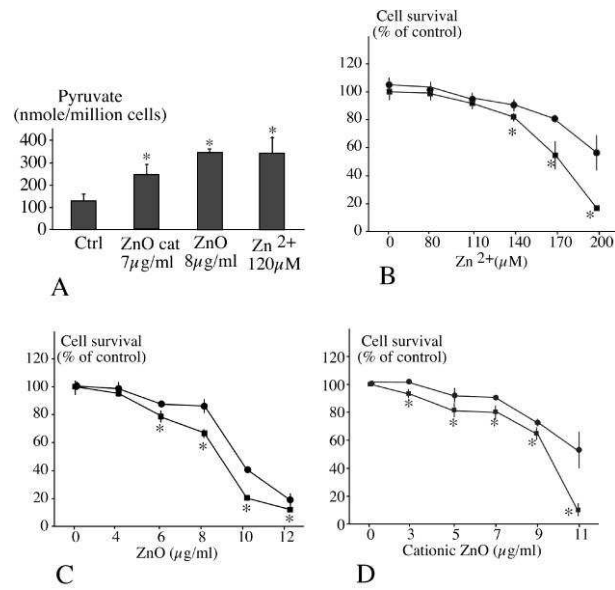 Pyruvate
(nmole/million cells)
400
300
200
100
0
*
*
*
Ctrl
ZnO cat
7µg/ml
ZnO
8µg/ml
Zn 2+
120µM
A
Cell survival
(% of control)
120
100
80
60
40
20
0
*
*
*
0 80 110 140 170 200
Zn 2+(µM)
B
Cell survival
(% of control)
120
100
80
60
40
20
0
*
*
*
*
0 4 6 8 10 12
ZnO (µg/ml)
C
Cell survival
(% of control)
120
100
80
60
40
20
0
*
*
*
*
*
0 3 5 7 9 11
Cationic ZnO (µg/ml)
D